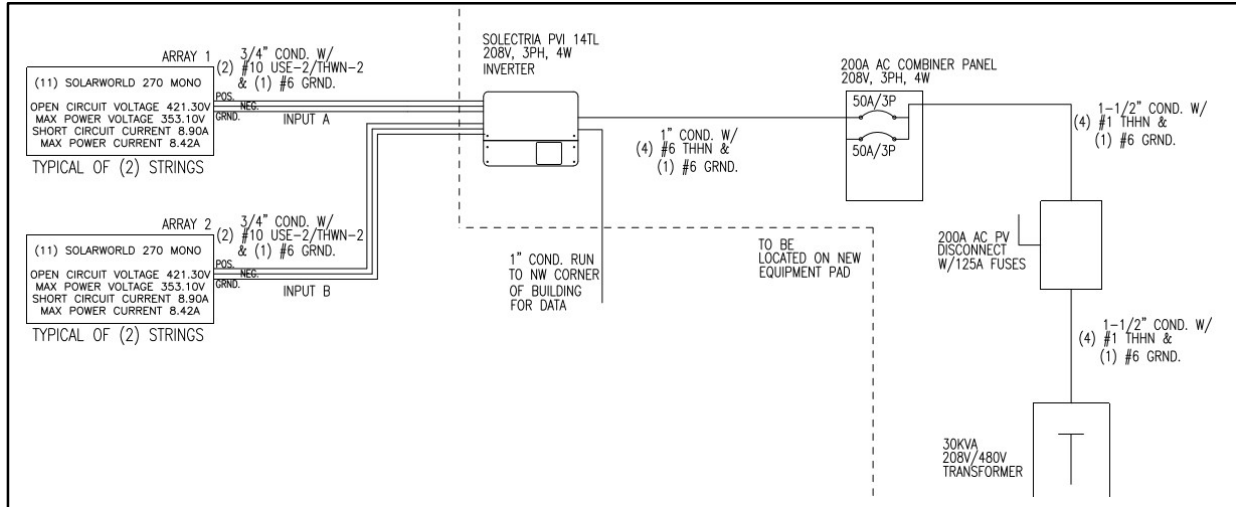 ARRAY 1
3/4" COND. W/
(2) #10 USE-2/THWN-2
& (1) #6 GRND.
(11) SOLARWORLD 270 MONO
OPEN CIRCUIT VOLTAGE 421.30V
MAX POWER VOLTAGE 353.10V
SHORT CIRCUIT CURRENT 8.90A
MAX POWER CURRENT 8.42A
POS.
NEG.
GRND.
INPUT A
TYPICAL OF (2) STRINGS
ARRAY 2
3/4" COND. W/
(2) #10 USE-2/THWN-2
& (1) #6 GRND.
(11) SOLARWORLD 270 MONO
OPEN CIRCUIT VOLTAGE 421.30V
MAX POWER VOLTAGE 353.10V
SHORT CIRCUIT CURRENT 8.90A
MAX POWER CURRENT 8.42A
POS.
NEG.
GRND.
INPUT B
TYPICAL OF (2) STRINGS
SOLECTRIA PVI 14TL
208V, 3PH, 4W
INVERTER
1" COND. RUN
TO NW CORNER
OF BUILDING
FOR DATA
1" COND. W/
(4) #6 THHN &
(1) #6 GRND.
200A AC COMBINER PANEL
208V, 3PH, 4W
50A/3P
50A/3P
TO BE
LOCATED ON NEW
EQUIPMENT PAD
1-1/2" COND. W/
(4) #1 THHN &
(1) #6 GRND.
200A AC PV
DISCONNECT
W/125A FUSES
1-1/2" COND. W/
(4) #1 THHN &
(1) #6 GRND.
30KVA
208V/480V
TRANSFORMER